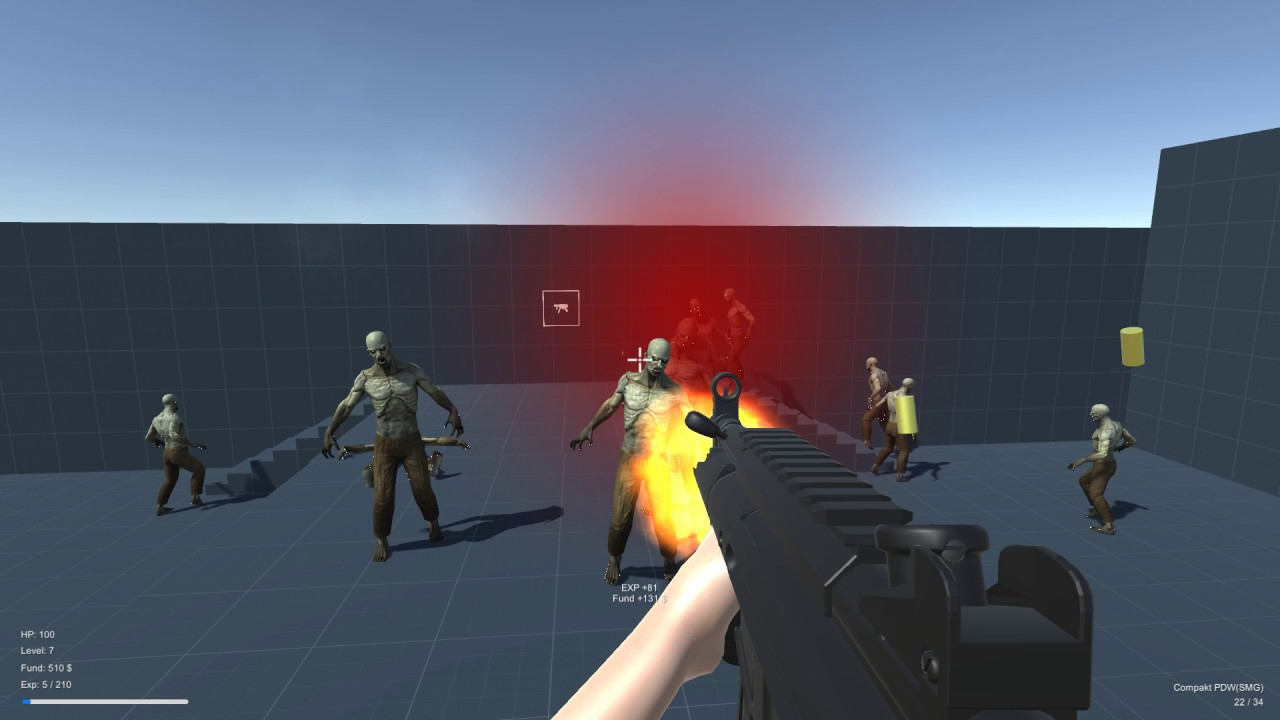 EXP +81
Fund +131 $
HP: 100
Level: 7
Fund: 510 $
Exp: 5 / 210
Compakt PDW(SMG)
22 / 34